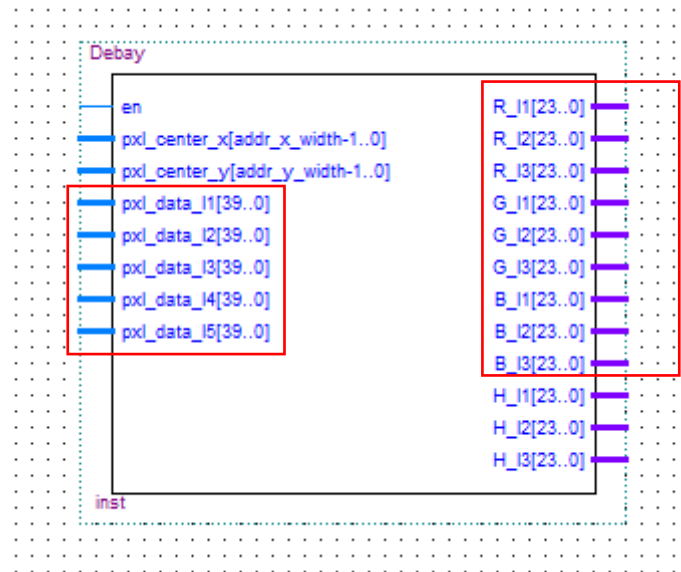 Debay
en
pxl_center_x[addr_x_width-1..0]
pxl_center_y[addr_y_width-1..0]
pxl_data_l1[39..0]
pxl_data_l2[39..0]
pxl_data_l3[39..0]
pxl_data_l4[39..0]
pxl_data_l5[39..0]
R_l1[23..0]
R_l2[23..0]
R_l3[23..0]
G_l1[23..0]
G_l2[23..0]
G_l3[23..0]
B_l1[23..0]
B_l2[23..0]
B_l3[23..0]
H_l1[23..0]
H_l2[23..0]
H_l3[23..0]
inst